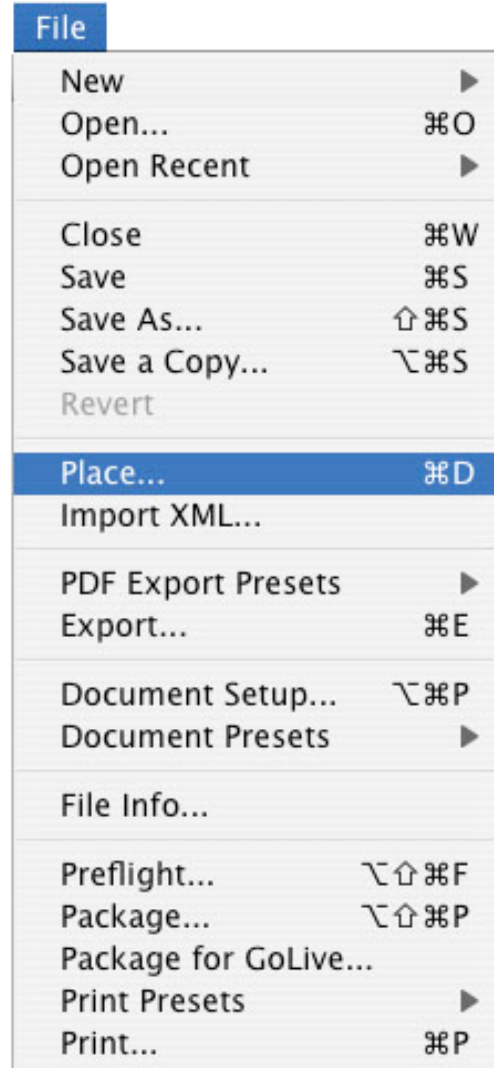 File
New ▶
Open... ⌘O
Open Recent ▶
Close ⌘W
Save ⌘S
Save As... ⇧⌘S
Save a Copy... ⌥⌘S
Revert
Place... ⌘D
Import XML...
PDF Export Presets ▶
Export... ⌘E
Document Setup... ⌥⌘P
Document Presets ▶
File Info...
Preflight... ⌥⇧⌘F
Package... ⌥⇧⌘P
Package for GoLive...
Print Presets ▶
Print... ⌘P